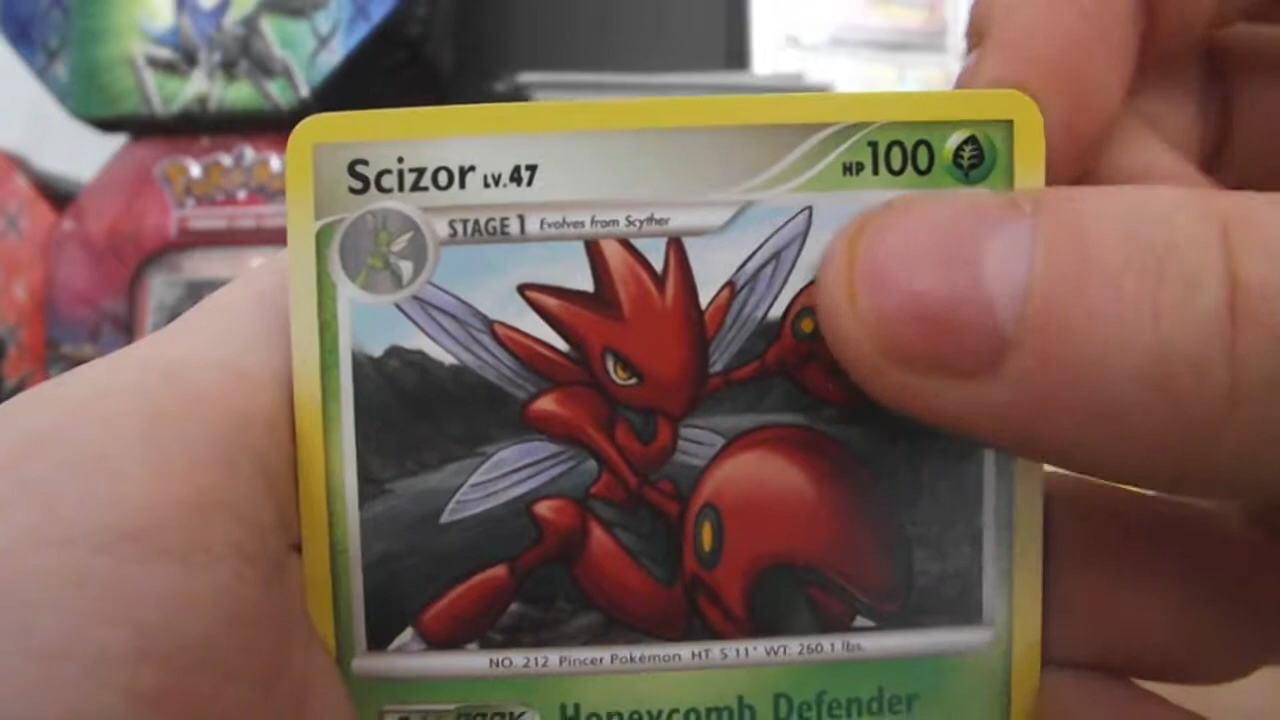 Pokémon
Scizor LV.47
HP 100
STAGE 1 Evolves from Scyther
NO. 212 Pincer Pokémon HT: 5'11" WT: 260.1 lbs.
Honeycomb Defender